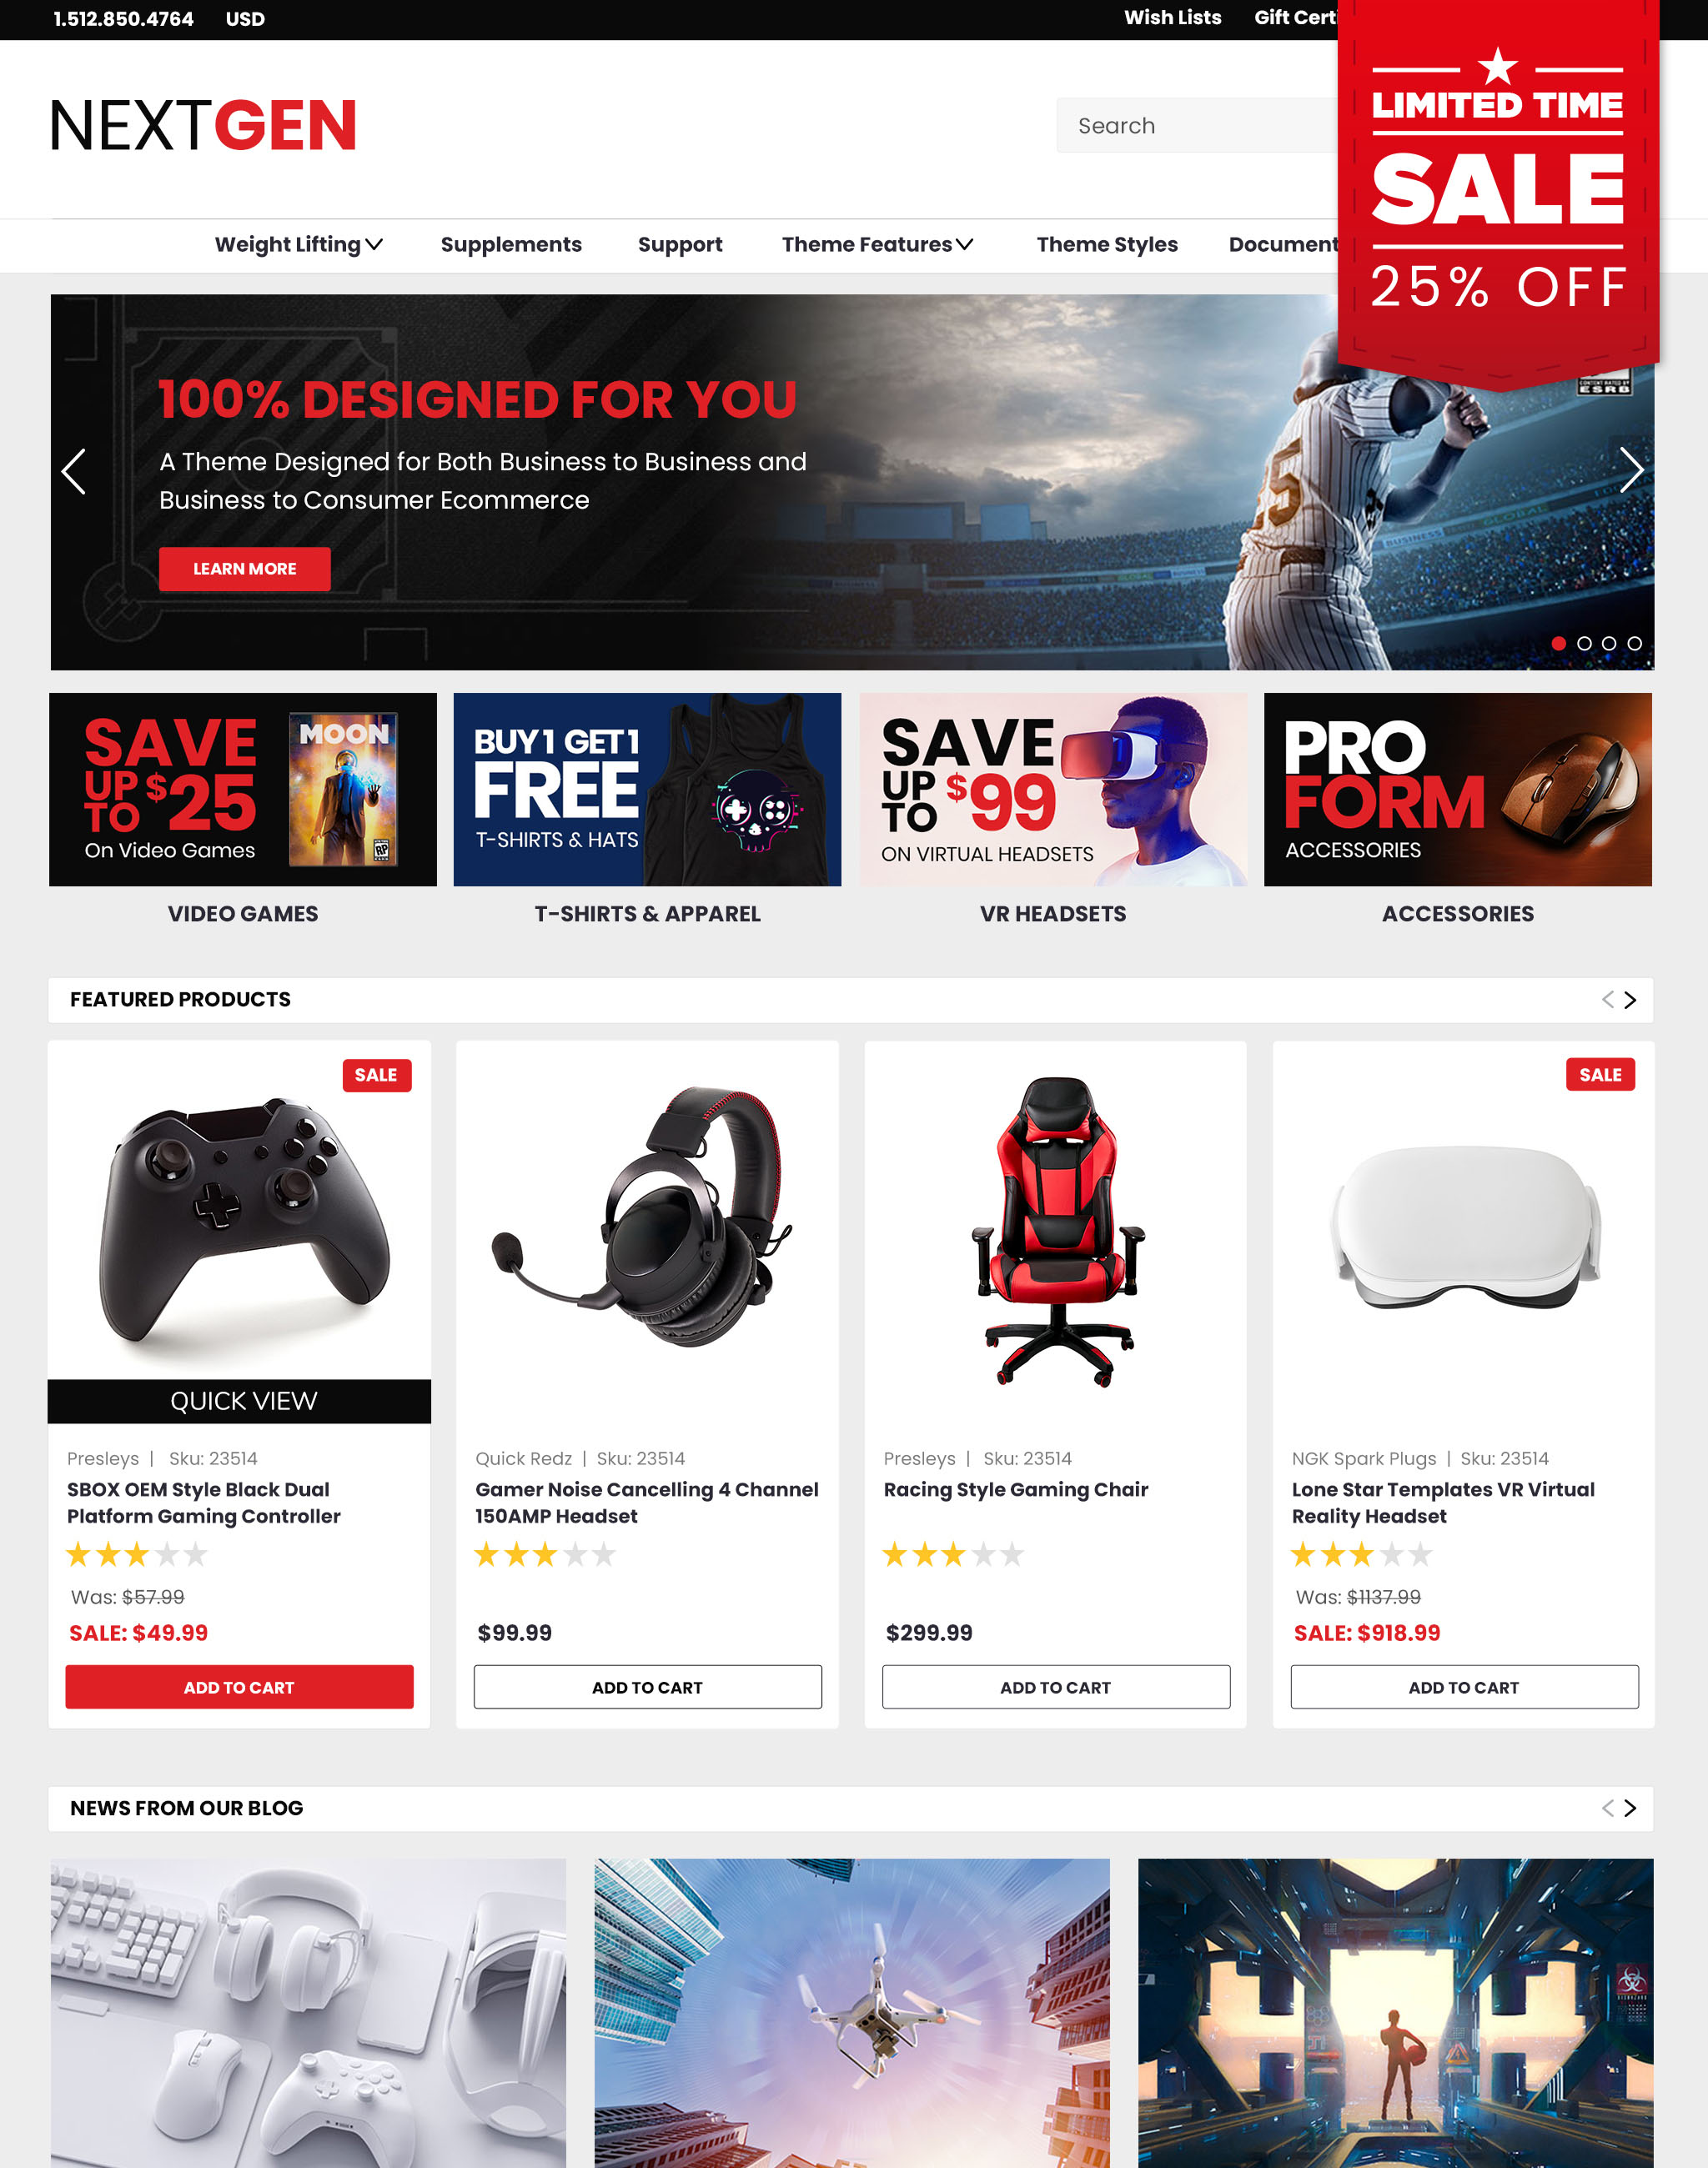 1.512.850.4764 USD
Wish Lists Gift Certi
NEXTGEN
Search
LIMITED TIME
SALE
25% OFF
Weight Lifting Supplements Support Theme Features Theme Styles Document
100% DESIGNED FOR YOU
A Theme Designed for Both Business to Business and
Business to Consumer Ecommerce
LEARN MORE
CONTENT RATED BY
ESRB
GLOBAL
BUSINESS
SAVE
UP TO $25
On Video Games
MOON
RP
BUY 1 GET 1
FREE
T-SHIRTS & HATS
SAVE
UP TO $99
ON VIRTUAL HEADSETS
PRO
FORM
ACCESSORIES
VIDEO GAMES
T-SHIRTS & APPAREL
VR HEADSETS
ACCESSORIES
FEATURED PRODUCTS
SALE
QUICK VIEW
Presleys | Sku: 23514
SBOX OEM Style Black Dual
Platform Gaming Controller
Was: $57.99
SALE: $49.99
ADD TO CART
Quick Redz | Sku: 23514
Gamer Noise Cancelling 4 Channel
150AMP Headset
$99.99
ADD TO CART
Presleys | Sku: 23514
Racing Style Gaming Chair
$299.99
ADD TO CART
SALE
NGK Spark Plugs | Sku: 23514
Lone Star Templates VR Virtual
Reality Headset
Was: $1137.99
SALE: $918.99
ADD TO CART
NEWS FROM OUR BLOG